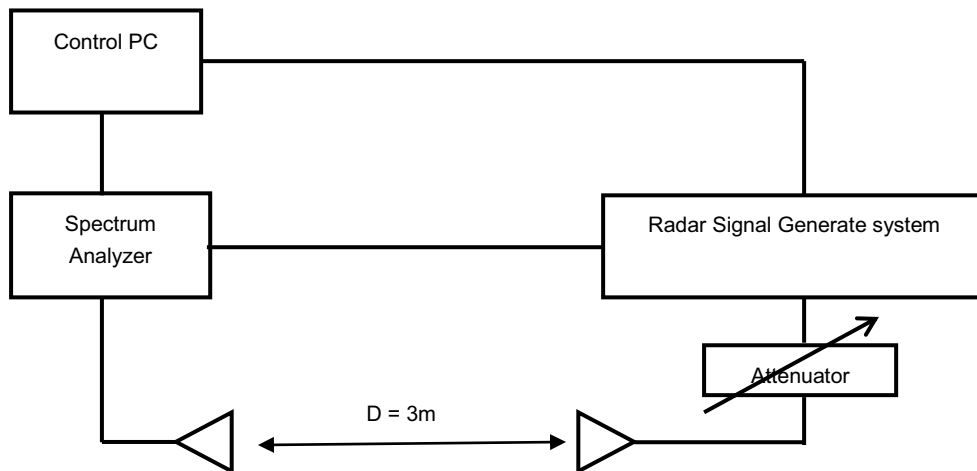 Control PC
Spectrum
Analyzer
Radar Signal Generate system
Attenuator
D = 3m